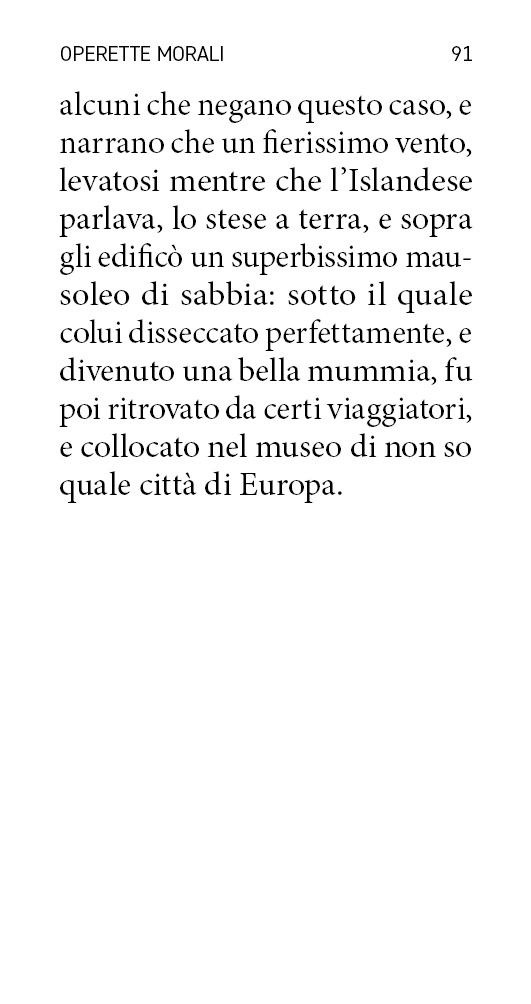 OPERETTE MORALI 91
alcuni che negano questo caso, e
narrano che un fierissimo vento,
levatosi mentre che l’Islandese
parlava, lo stese a terra, e sopra
gli edificò un superbissimo mau-
soleo di sabbia: sotto il quale
colui disseccato perfettamente, e
divenuto una bella mummia, fu
poi ritrovato da certi viaggiatori,
e collocato nel museo di non so
quale città di Europa.